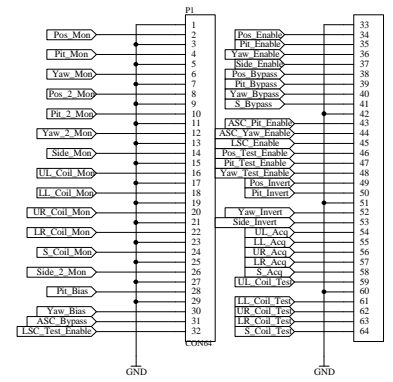 P1
1
Pos_Mon 2
3
Pit_Mon 4
5
Yaw_Mon 6
7
Pos_2_Mon 8
9
Pit_2_Mon 10
11
Yaw_2_Mon 12
13
Side_Mon 14
15
UL_Coil_Mon 16
17
LL_Coil_Mon 18
19
UR_Coil_Mon 20
21
LR_Coil_Mon 22
23
S_Coil_Mon 24
25
Side_2_Mon 26
27
Pit_Bias 28
29
Yaw_Bias 30
ASC_Bypass 31
LSC_Test_Enable 32
CON64
GND
33
Pos_Enable 34
Pit_Enable 35
Yaw_Enable 36
Side_Enable 37
Pos_Bypass 38
Pit_Bypass 39
Yaw_Bypass 40
S_Bypass 41
42
ASC_Pit_Enable 43
ASC_Yaw_Enable 44
LSC_Enable 45
Pos_Test_Enable 46
Pit_Test_Enable 47
Yaw_Test_Enable 48
Pos_Invert 49
Pit_Invert 50
51
Yaw_Invert 52
Side_Invert 53
UL_Acq 54
LL_Acq 55
UR_Acq 56
LR_Acq 57
S_Acq 58
UL_Coil_Test 59
60
LL_Coil_Test 61
UR_Coil_Test 62
LR_Coil_Test 63
S_Coil_Test 64
GND